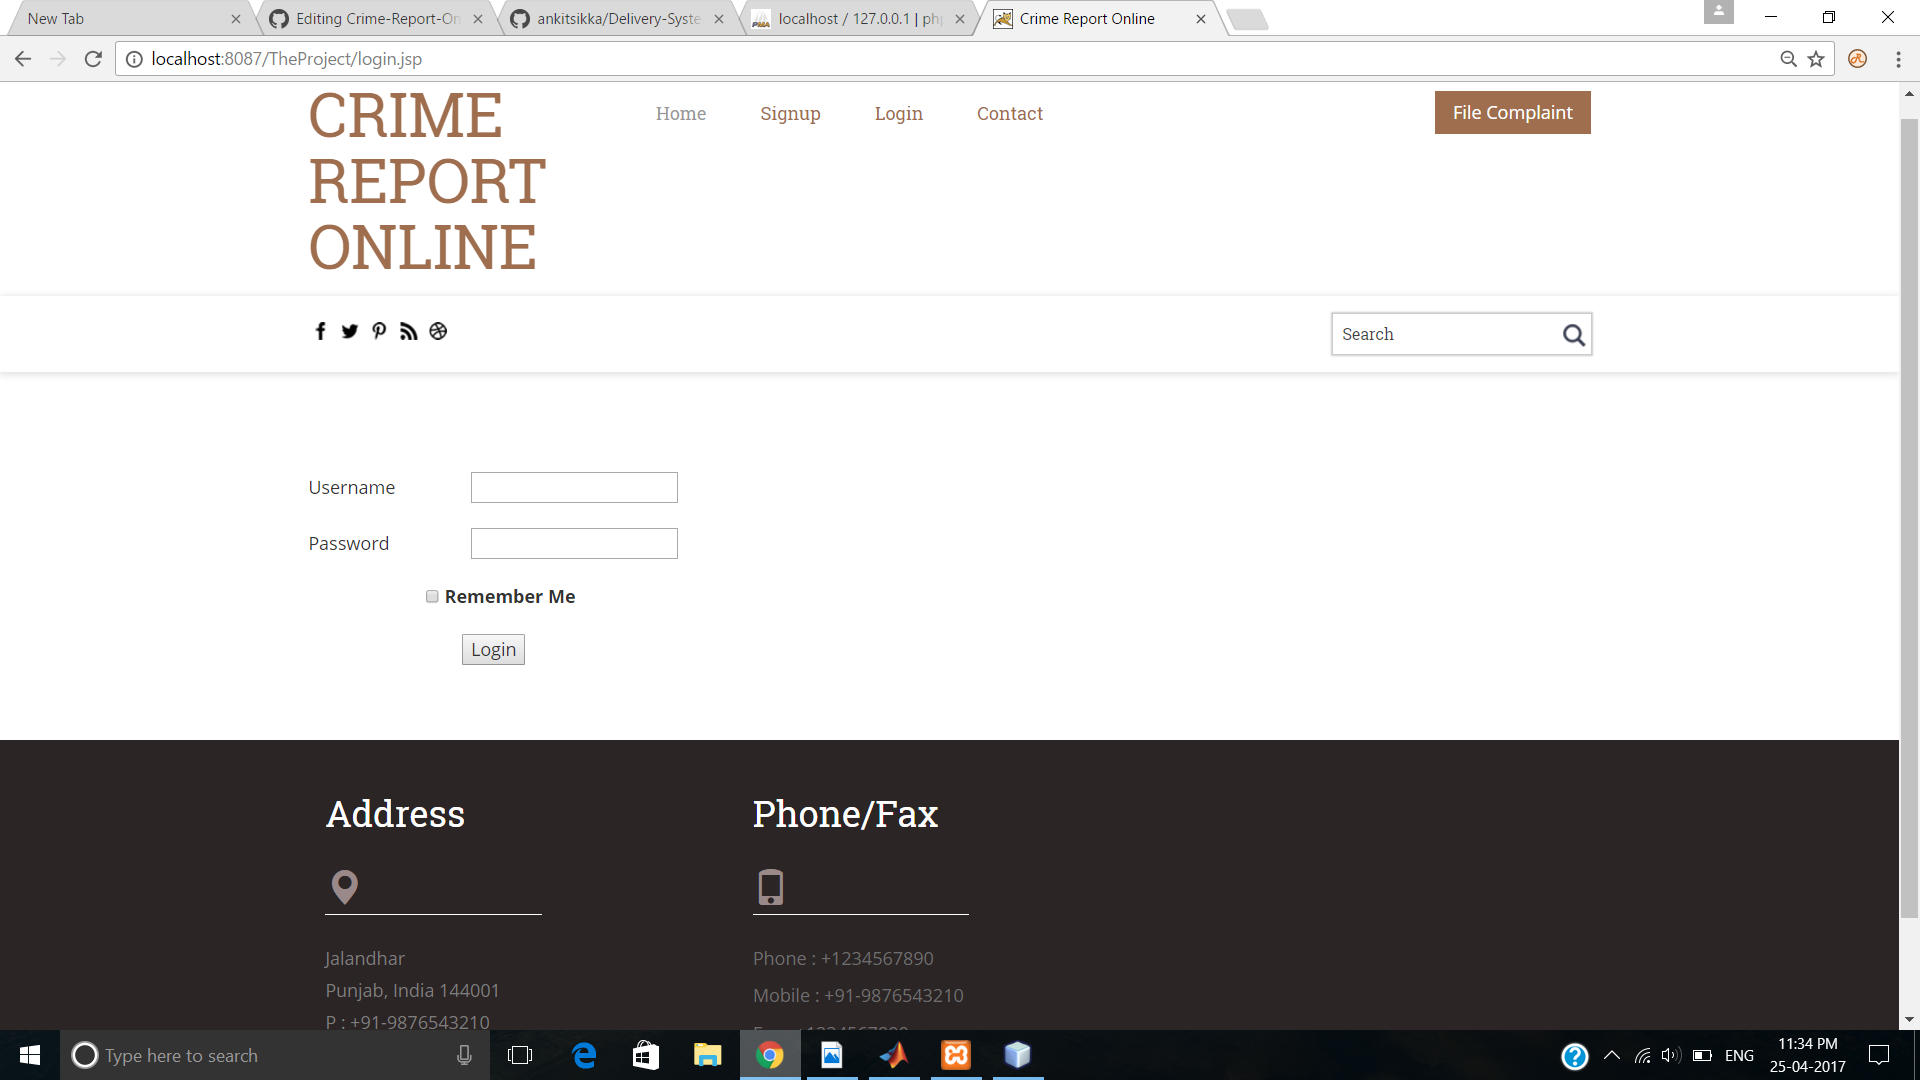 New Tab
Editing Crime-Report-On
ankitsikka/Delivery-Syste
localhost / 127.0.0.1 | ph
Crime Report Online
localhost:8087/TheProject/login.jsp
CRIME
REPORT
ONLINE
Home
Signup
Login
Contact
File Complaint
Search
Username
Password
Remember Me
Login
Address
Phone/Fax
Jalandhar
Punjab, India 144001
P : +91-9876543210
Phone : +1234567890
Mobile : +91-9876543210
Type here to search
ENG
11:34 PM
25-04-2017